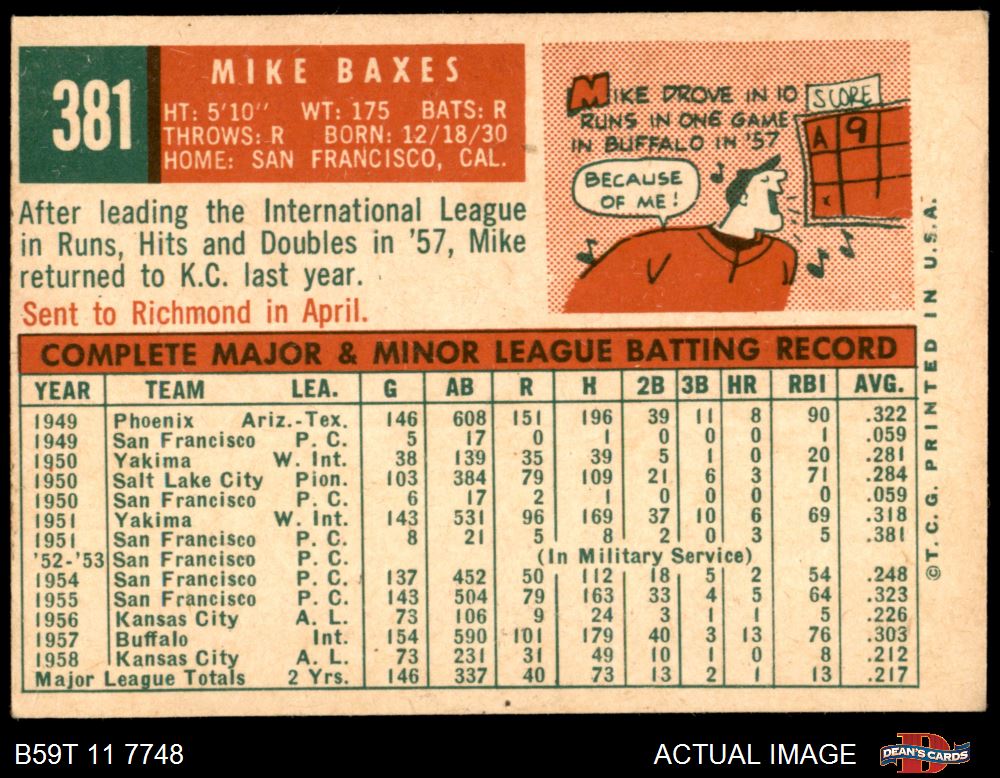 381
MIKE BAXES
HT: 5'10" WT: 175 BATS: R
THROWS: R BORN: 12/18/30
HOME: SAN FRANCISCO, CAL.
After leading the International League
in Runs, Hits and Doubles in '57, Mike
returned to K.C. last year.
Sent to Richmond in April.
MIKE DROVE IN 10
RUNS IN ONE GAME
IN BUFFALO IN '57
SCORE
A 9
x
BECAUSE
OF ME!
COMPLETE MAJOR & MINOR LEAGUE BATTING RECORD
YEAR TEAM LEA. G AB R H 2B 3B HR RBI AVG.
1949 Phoenix Ariz.-Tex. 146 608 151 196 39 11 8 90 .322
1949 San Francisco P. C. 5 17 0 1 0 0 0 1 .059
1950 Yakima W. Int. 38 139 35 39 5 1 0 20 .281
1950 Salt Lake City Pion. 103 384 79 109 21 6 3 71 .284
1950 San Francisco P. C. 6 17 2 1 0 0 0 0 .059
1951 Yakima W. Int. 143 531 96 169 37 10 6 69 .318
1951 San Francisco P. C. 8 21 5 8 2 0 3 5 .381
'52-'53 San Francisco P. C. (In Military Service)
1954 San Francisco P. C. 137 452 50 112 18 5 2 54 .248
1955 San Francisco P. C. 143 504 79 163 33 4 5 64 .323
1956 Kansas City A. L. 73 106 9 24 3 1 1 5 .226
1957 Buffalo Int. 154 590 101 179 40 3 13 76 .303
1958 Kansas City A. L. 73 231 31 49 10 1 0 8 .212
Major League Totals 2 Yrs. 146 337 40 73 13 2 1 13 .217
©T. C. G. PRINTED IN U.S.A.
B59T 11 7748
ACTUAL IMAGE
DEAN'S CARDS